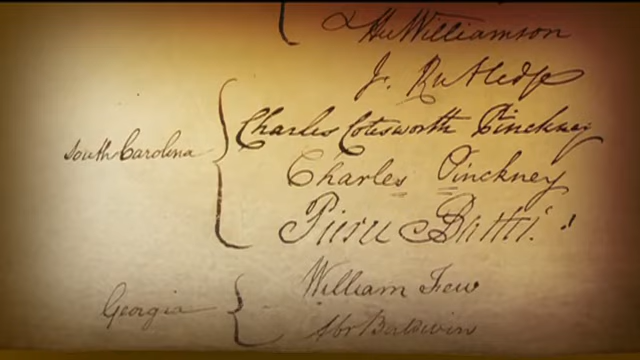 Hu Williamson
J. Rutledge
South Carolina
Charles Cotesworth Pinckney
Charles Pinckney
Pierce Butler.
Georgia
William Few
Abr Baldwin